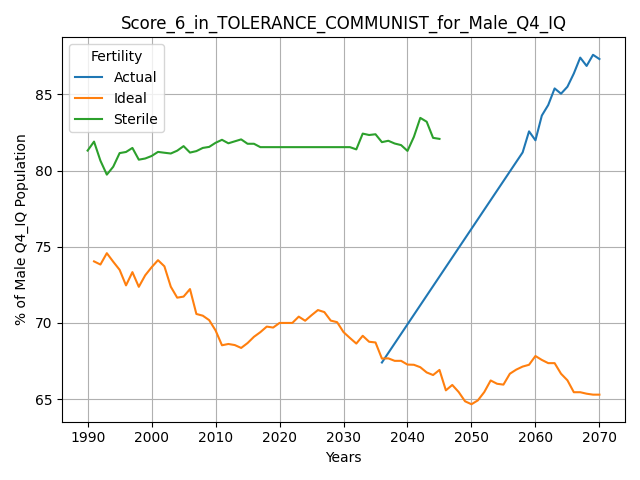 Score_6_in_TOLERANCE_COMMUNIST_for_Male_Q4_IQ
Fertility
Actual
Ideal
Sterile
% of Male Q4_IQ Population
85
80
75
70
65
1990 2000 2010 2020 2030 2040 2050 2060 2070
Years